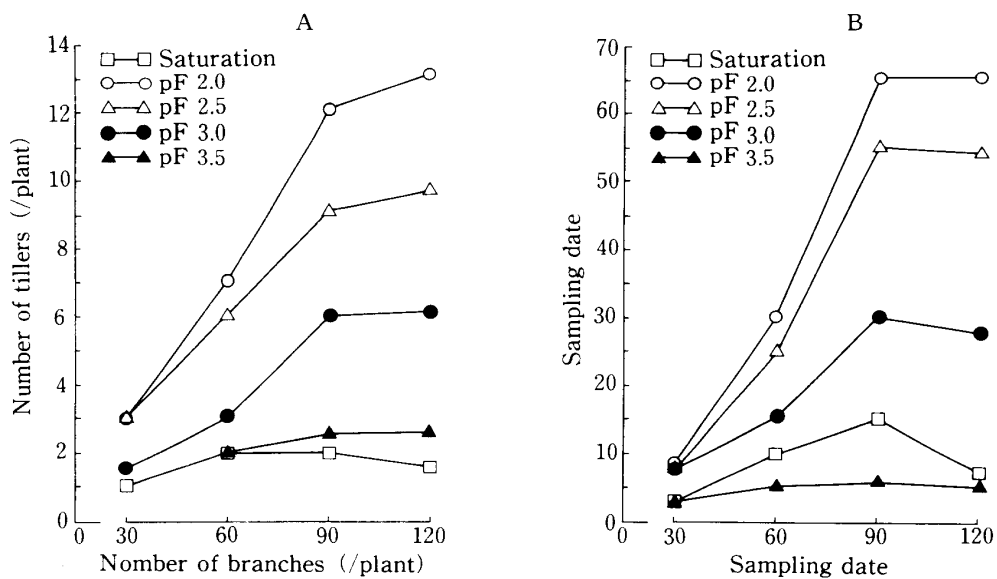 A
14
12
10
8
6
4
2
0
Number of tillers (/plant)
Saturation
pF 2.0
pF 2.5
pF 3.0
pF 3.5
0 30 60 90 120
Number of branches (/plant)
B
70
60
50
40
30
20
10
0
Sampling date
Saturation
pF 2.0
pF 2.5
pF 3.0
pF 3.5
0 30 60 90 120
Sampling date